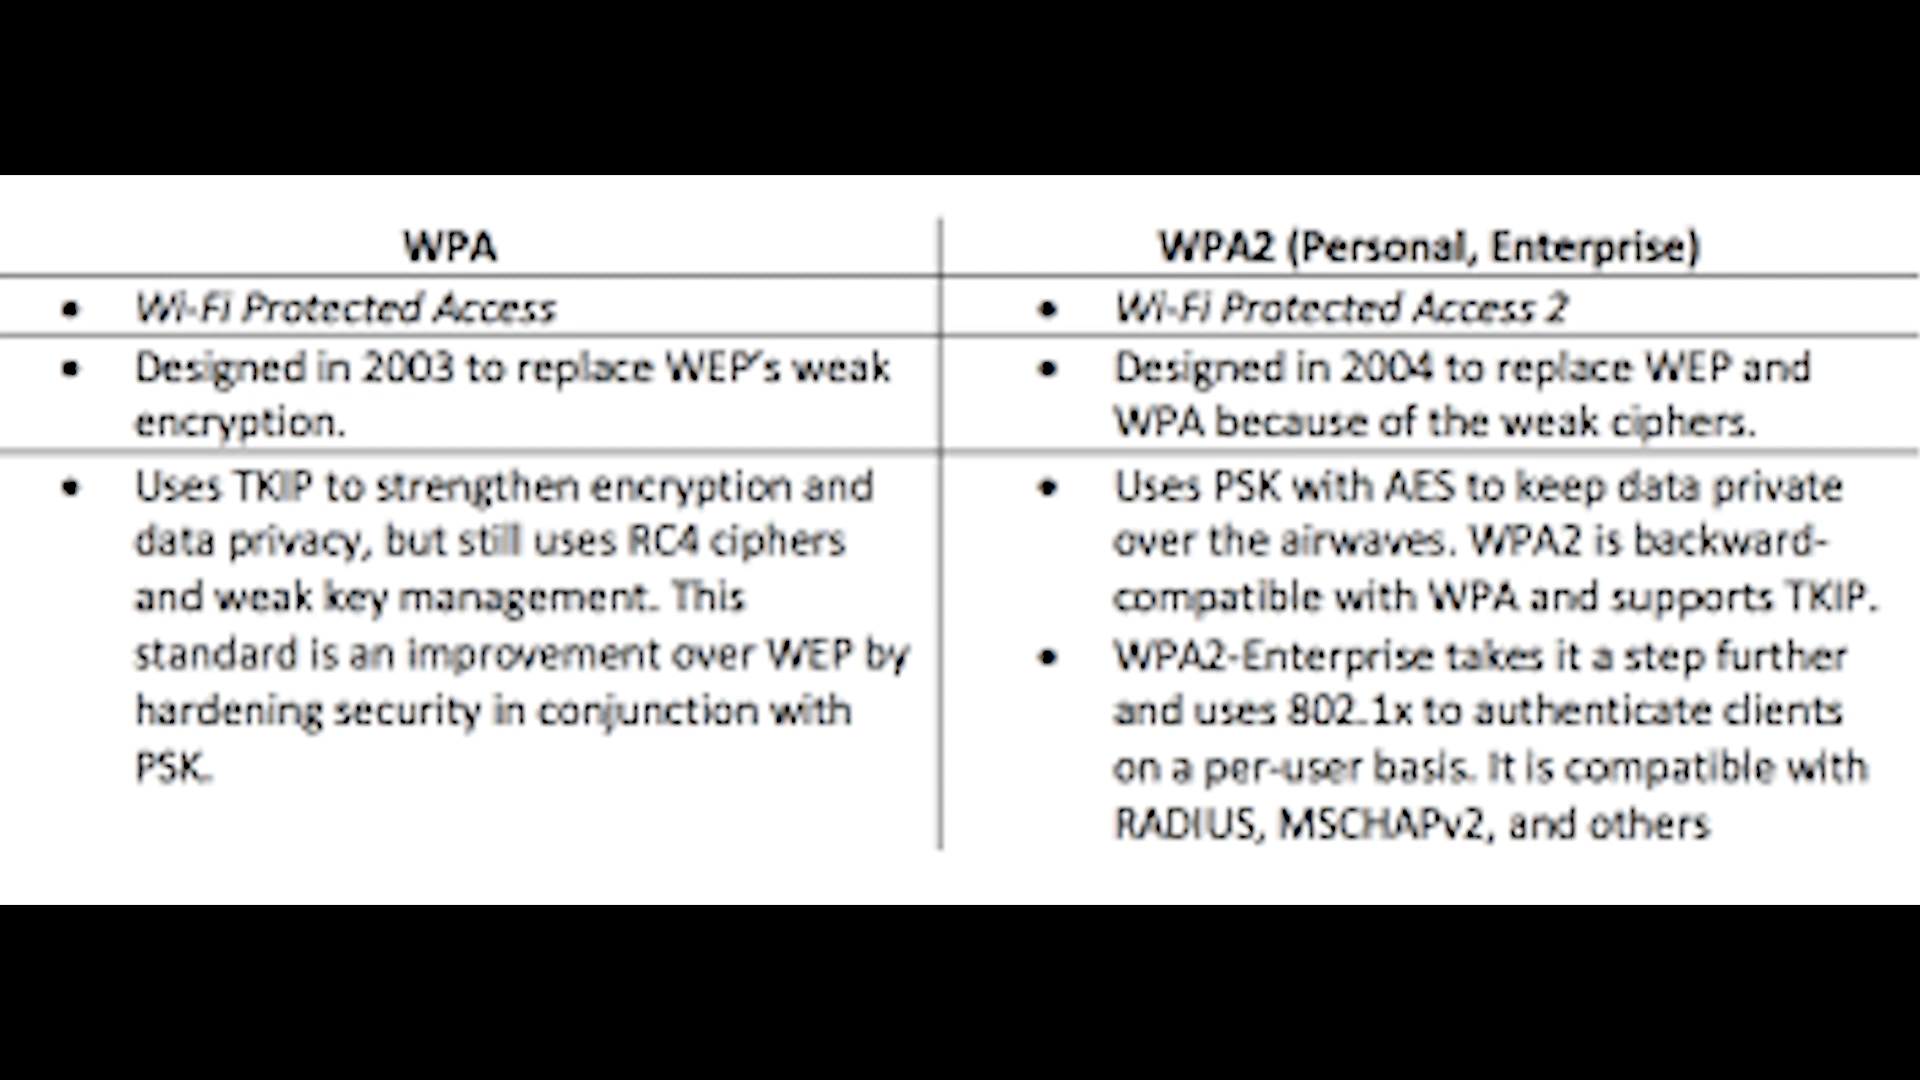 WPA
WPA2 (Personal, Enterprise)
• Wi-Fi Protected Access
• Wi-Fi Protected Access 2
• Designed in 2003 to replace WEP's weak
encryption.
• Designed in 2004 to replace WEP and
WPA because of the weak ciphers.
• Uses TKIP to strengthen encryption and
data privacy, but still uses RC4 ciphers
and weak key management. This
standard is an improvement over WEP by
hardening security in conjunction with
PSK.
• Uses PSK with AES to keep data private
over the airwaves. WPA2 is backward-
compatible with WPA and supports TKIP.
• WPA2-Enterprise takes it a step further
and uses 802.1x to authenticate clients
on a per-user basis. It is compatible with
RADIUS, MSCHAPv2, and others